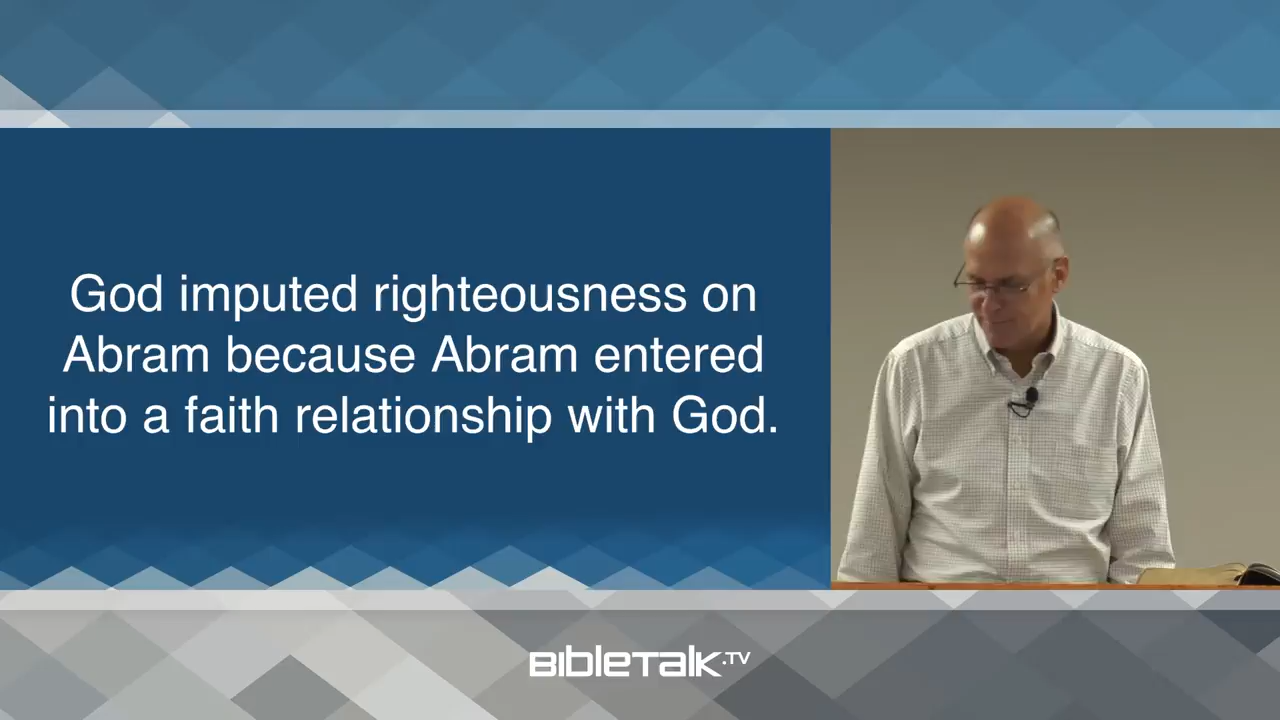 God imputed righteousness on
Abram because Abram entered
into a faith relationship with God.
BibleTalk.TV